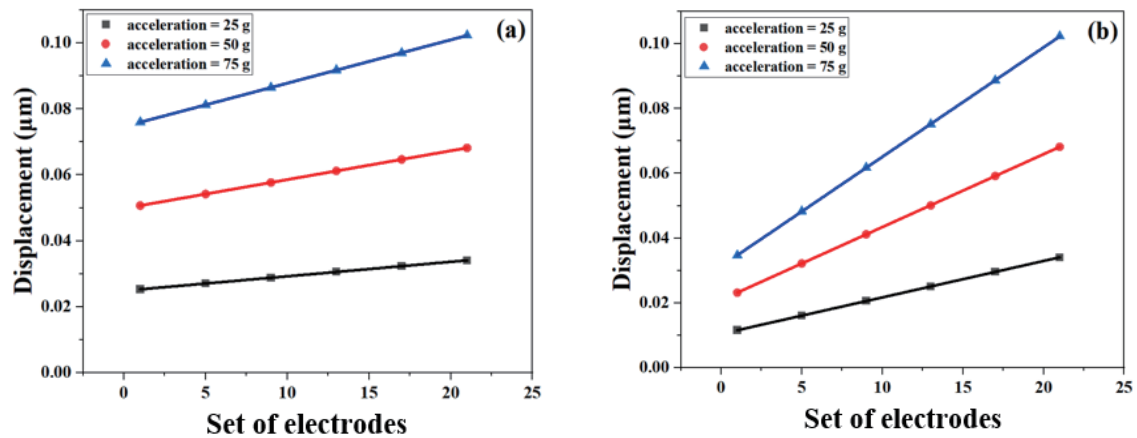 acceleration = 25 g
acceleration = 50 g
acceleration = 75 g
(a)
Displacement (μm)
0.10
0.08
0.06
0.04
0.02
0.00
0 5 10 15 20 25
Set of electrodes
acceleration = 25 g
acceleration = 50 g
acceleration = 75 g
(b)
Displacement (μm)
0.10
0.08
0.06
0.04
0.02
0.00
0 5 10 15 20 25
Set of electrodes